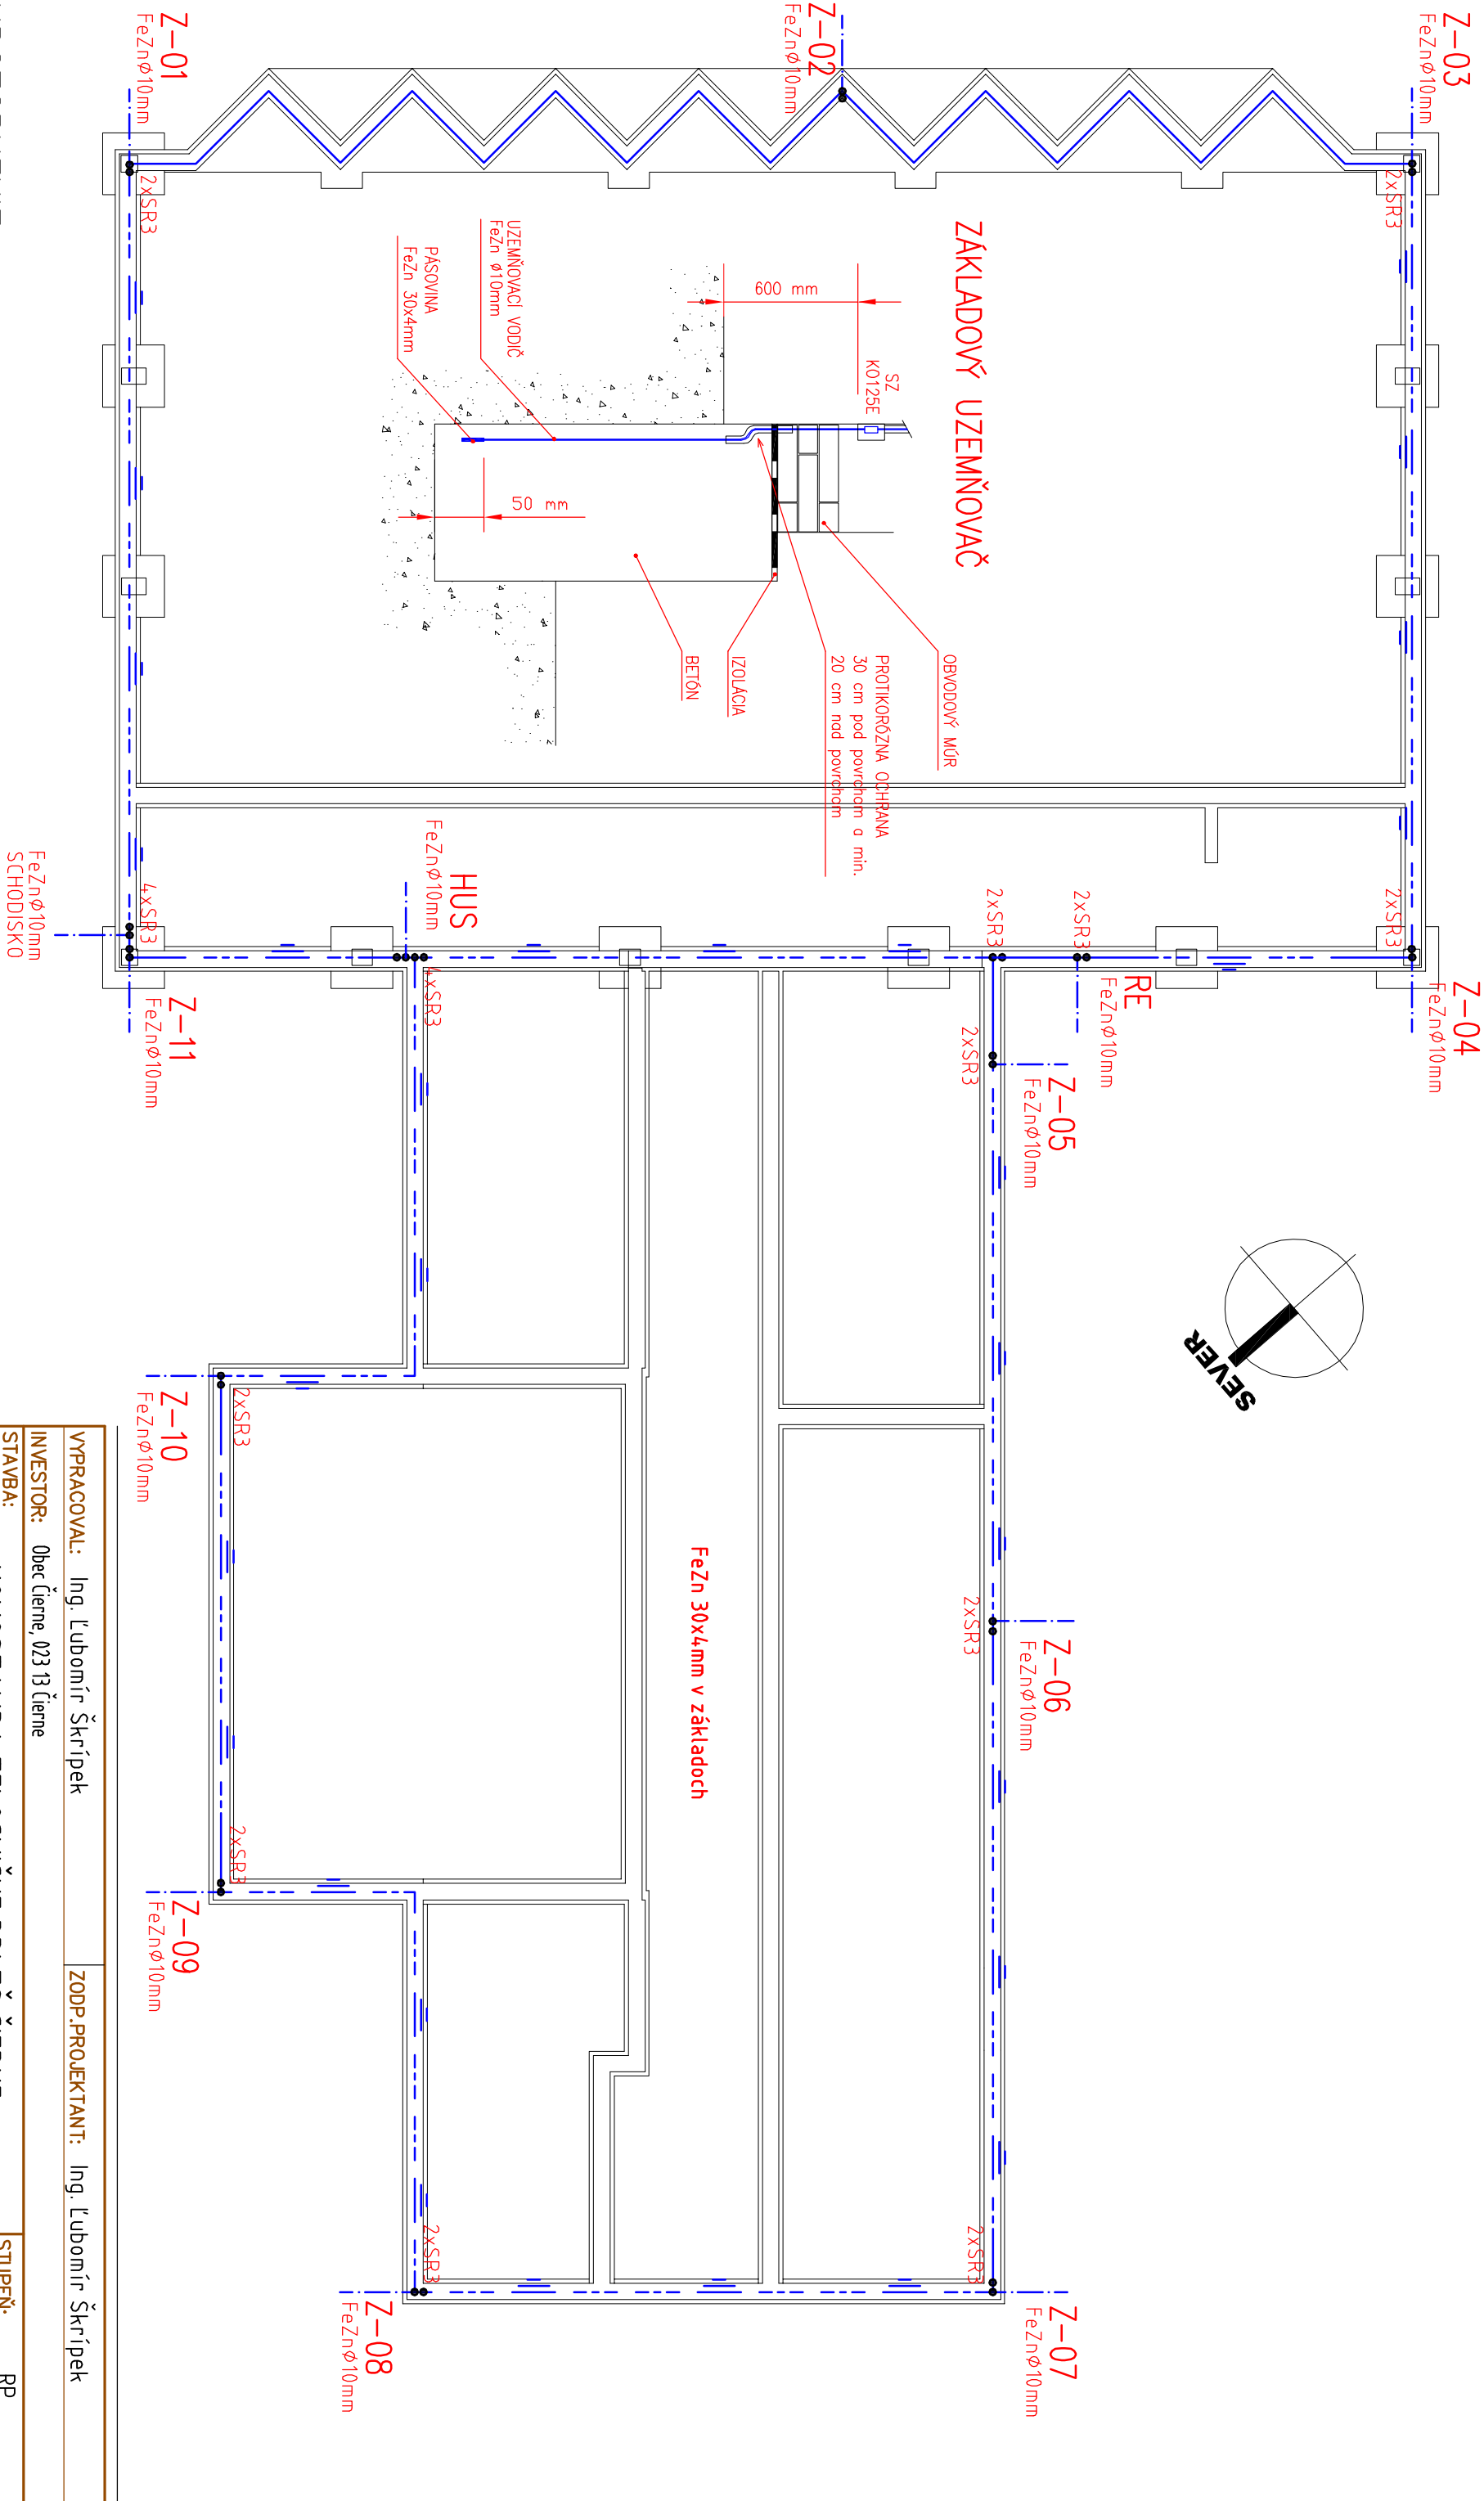 Z-03
FeZnØ10mm
Z-02
FeZnØ10mm
Z-01
FeZnØ10mm
2xSR3
2xSR3
ZÁKLADOVÝ UZEMŇOVAČ
600 mm
SZ
K0125E
UZEMŇOVACÍ VODIČ
FeZn Ø10mm
PÁSOVINA
FeZn 30x4mm
50 mm
OBVODOVÝ MÚR
PROTIKORÓZNA OCHRANA
30 cm pod povrchom a min.
20 cm nad povrchom
IZOLÁCIA
BETÓN
HUS
FeZnØ10mm
4xSR3
FeZnØ10mm
SCHODISKO
2xSR3
2xSR3
2xSR3
4xSR3
Z-04
FeZnØ10mm
RE
FeZnØ10mm
2xSR3
Z-11
FeZnØ10mm
Z-05
FeZnØ10mm
SEVER
Z-10
FeZnØ10mm
2xSR3
FeZn 30x4mm v základoch
2xSR3
Z-06
FeZnØ10mm
2xSR3
Z-09
FeZnØ10mm
2xSR3
2xSR3
Z-07
FeZnØ10mm
Z-08
FeZnØ10mm
VYPRACOVAL: Ing. Ľubomír Škrípek
ZODP.PROJEKTANT: Ing. Ľubomír Škrípek
INVESTOR: Obec Čierne, 023 13 Čierne
STAVBA:
STUPEŇ: RP